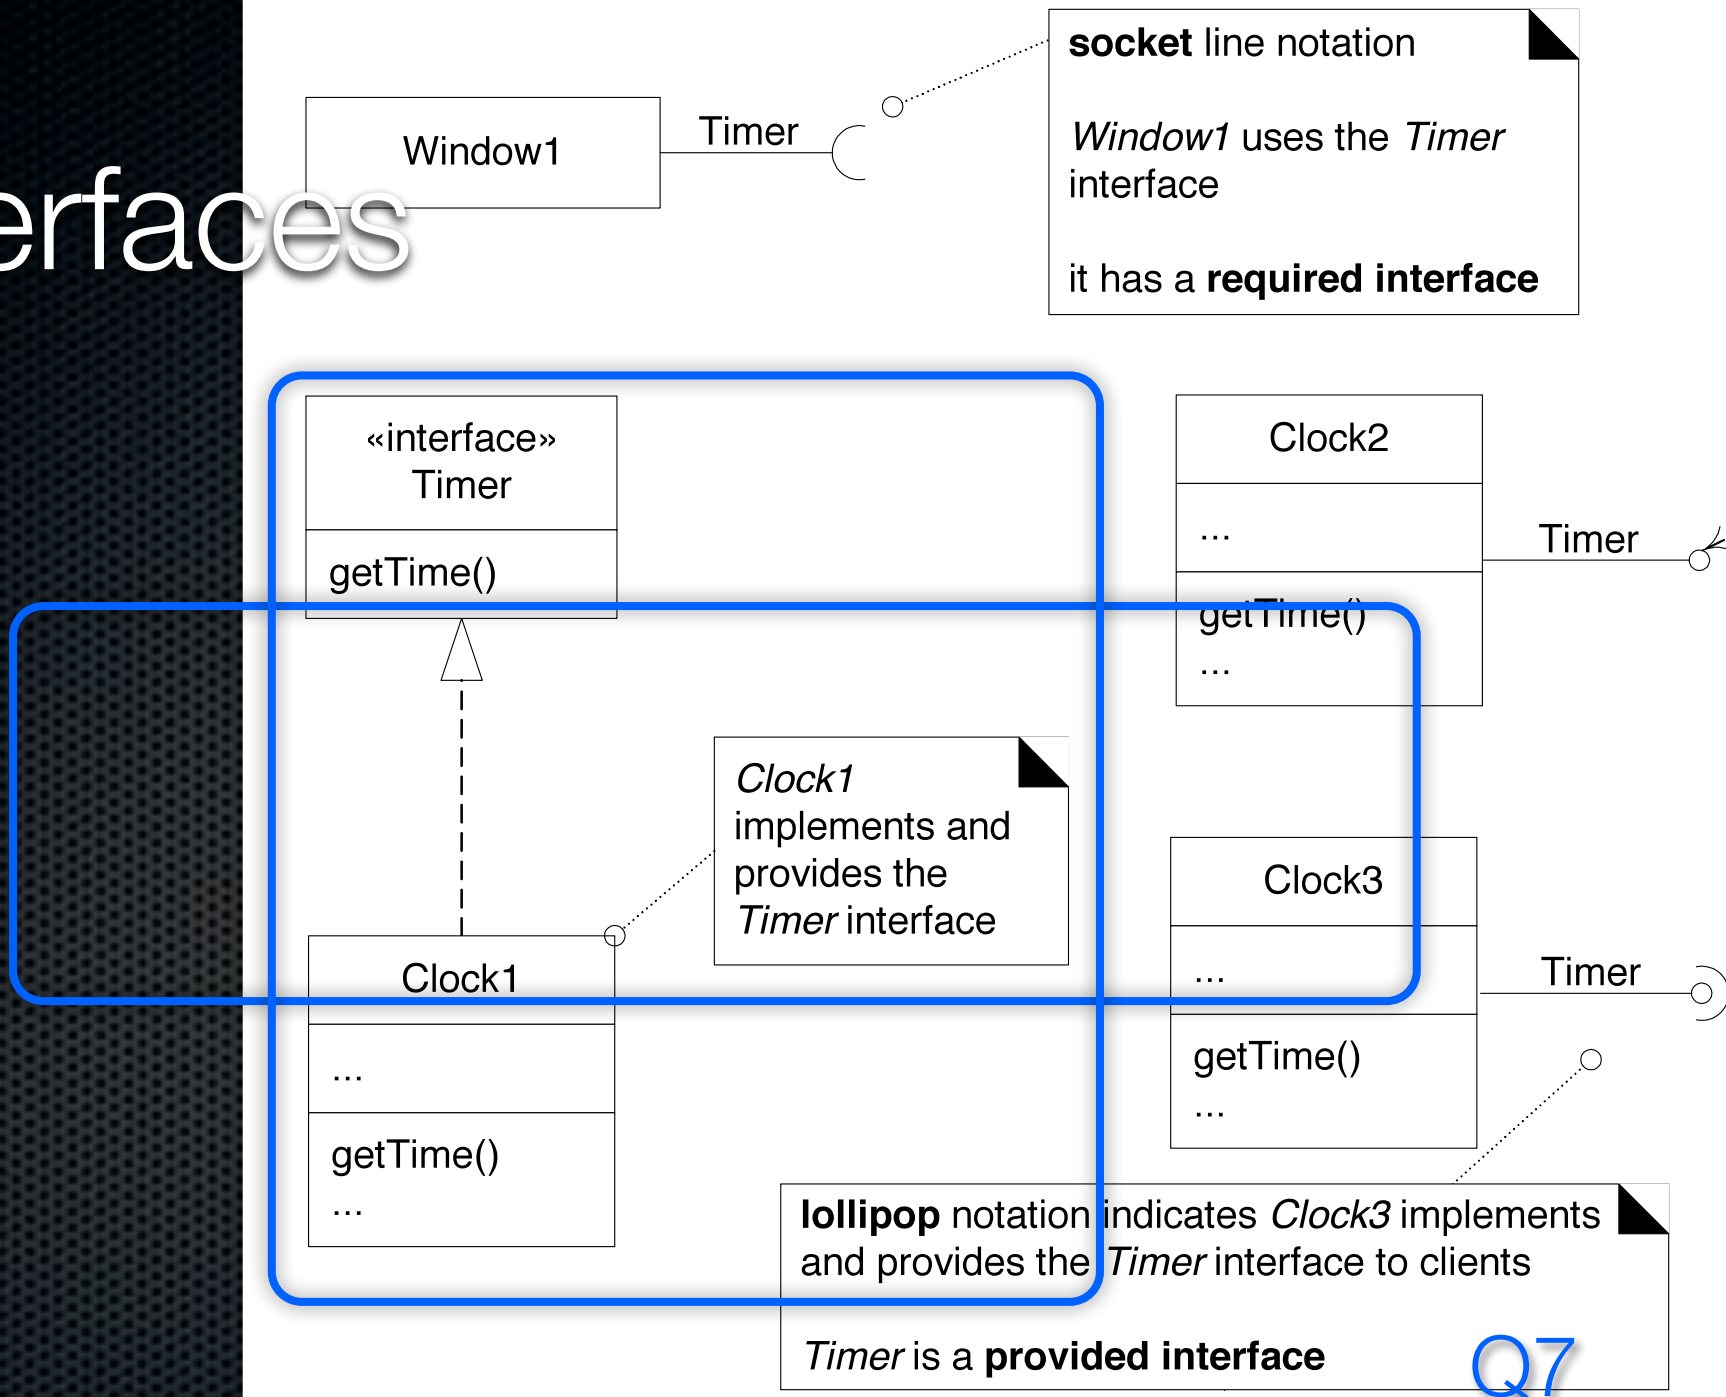 erfaces
Window1
Timer
socket line notation
Window1 uses the Timer
interface
it has a required interface
«interface»
Timer
getTime()
Clock2
...
getTime()
...
Timer
Clock1
implements and
provides the
Timer interface
Clock1
...
getTime()
...
Clock3
...
getTime()
...
Timer
lollipop notation indicates Clock3 implements
and provides the Timer interface to clients
Timer is a provided interface
Q7